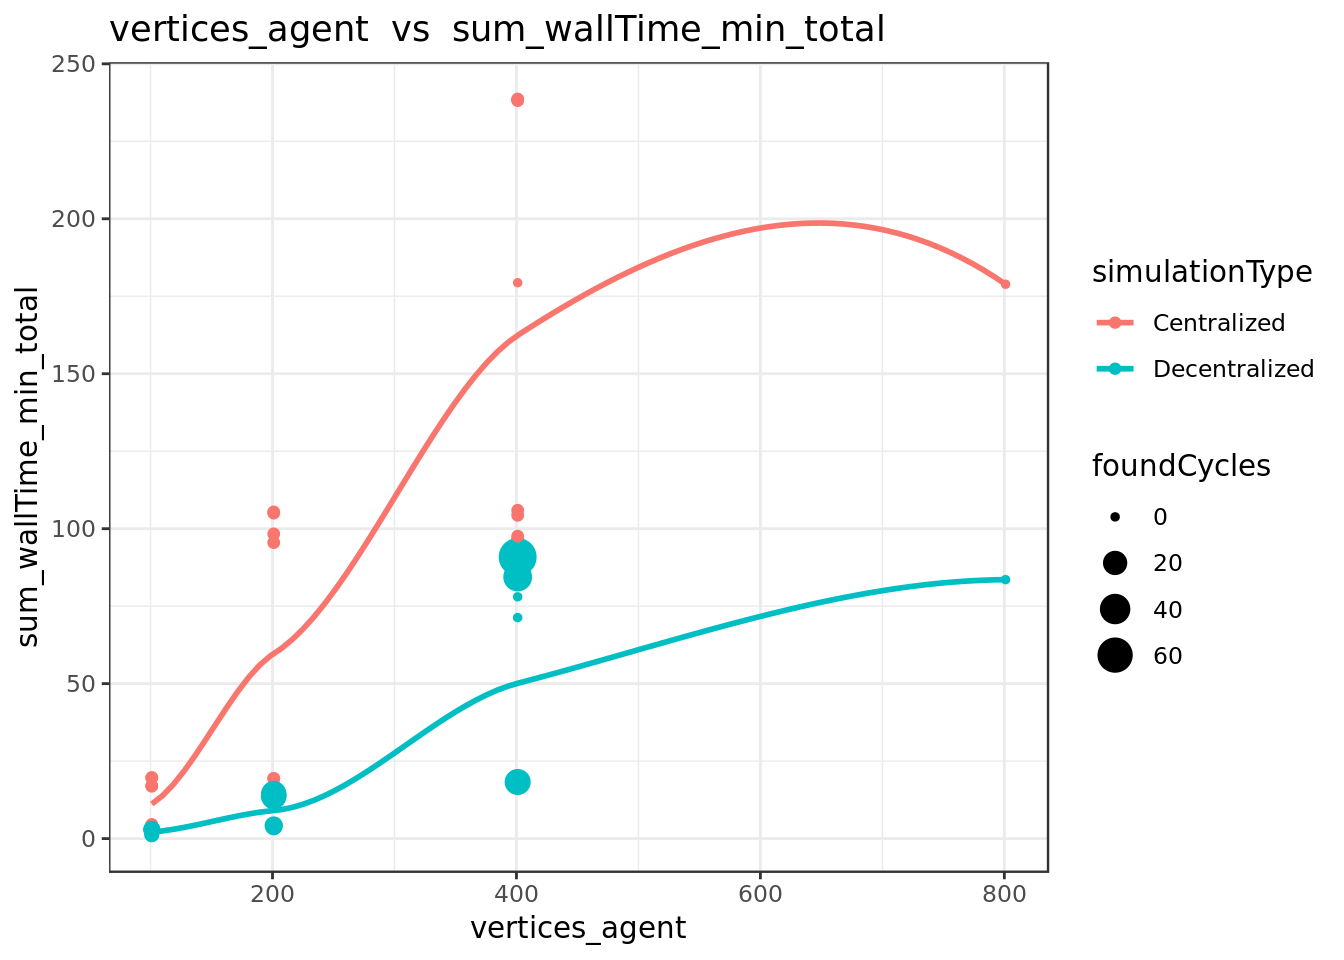 vertices_agent  vs  sum_wallTime_min_total
sum_wallTime_min_total
250
200
150
100
50
0
200
400
600
800
vertices_agent
simulationType
Centralized
Decentralized
foundCycles
0
20
40
60